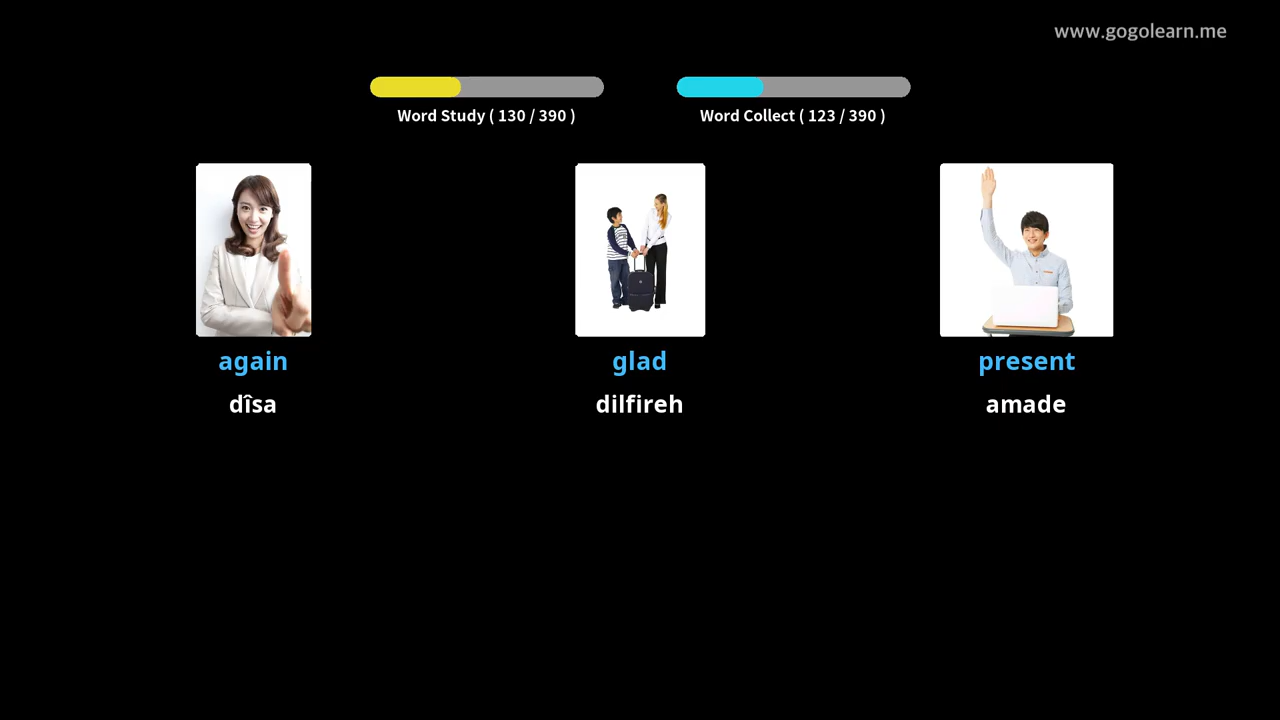 www.gogolearn.me
Word Study ( 130 / 390 )
Word Collect ( 123 / 390 )
again
glad
present
dîsa
dilfireh
amade